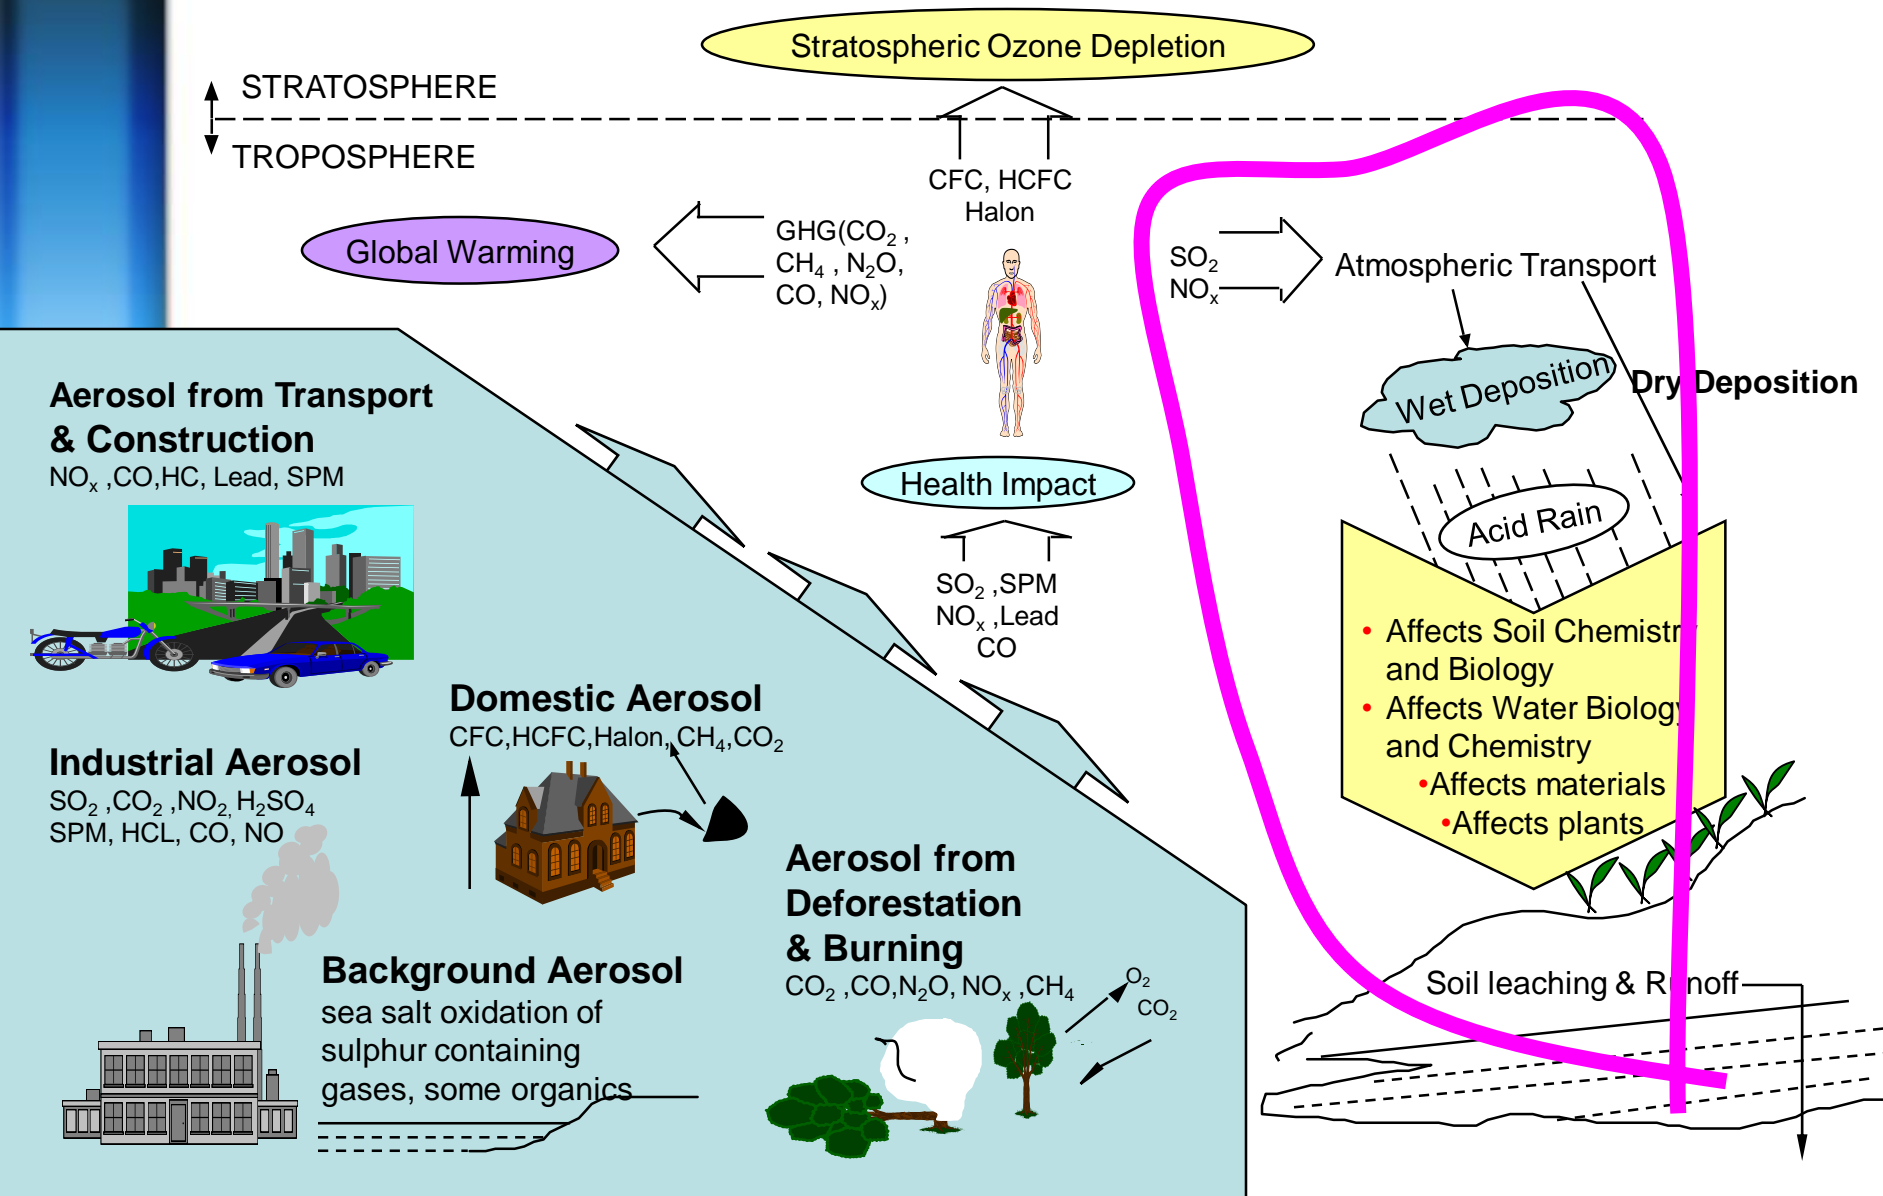 Stratospheric Ozone Depletion
STRATOSPHERE
TROPOSPHERE
CFC, HCFC
Halon
Global Warming
GHG(CO₂ ,
CH₄ , N₂O,
CO, NOₓ)
SO₂
NOₓ
Atmospheric Transport
Wet Deposition
Dry Deposition
Acid Rain
Health Impact
SO₂ ,SPM
NOₓ ,Lead
CO
• Affects Soil Chemistry
and Biology
• Affects Water Biology
and Chemistry
•Affects materials
•Affects plants
Soil leaching & Runoff
Aerosol from Transport
& Construction
NOₓ ,CO,HC, Lead, SPM
Domestic Aerosol
CFC,HCFC,Halon, CH₄,CO₂
Industrial Aerosol
SO₂ ,CO₂ ,NO₂, H₂SO₄
SPM, HCL, CO, NO
Aerosol from
Deforestation
& Burning
CO₂ ,CO,N₂O, NOₓ ,CH₄
O₂
CO₂
Background Aerosol
sea salt oxidation of
sulphur containing
gases, some organics